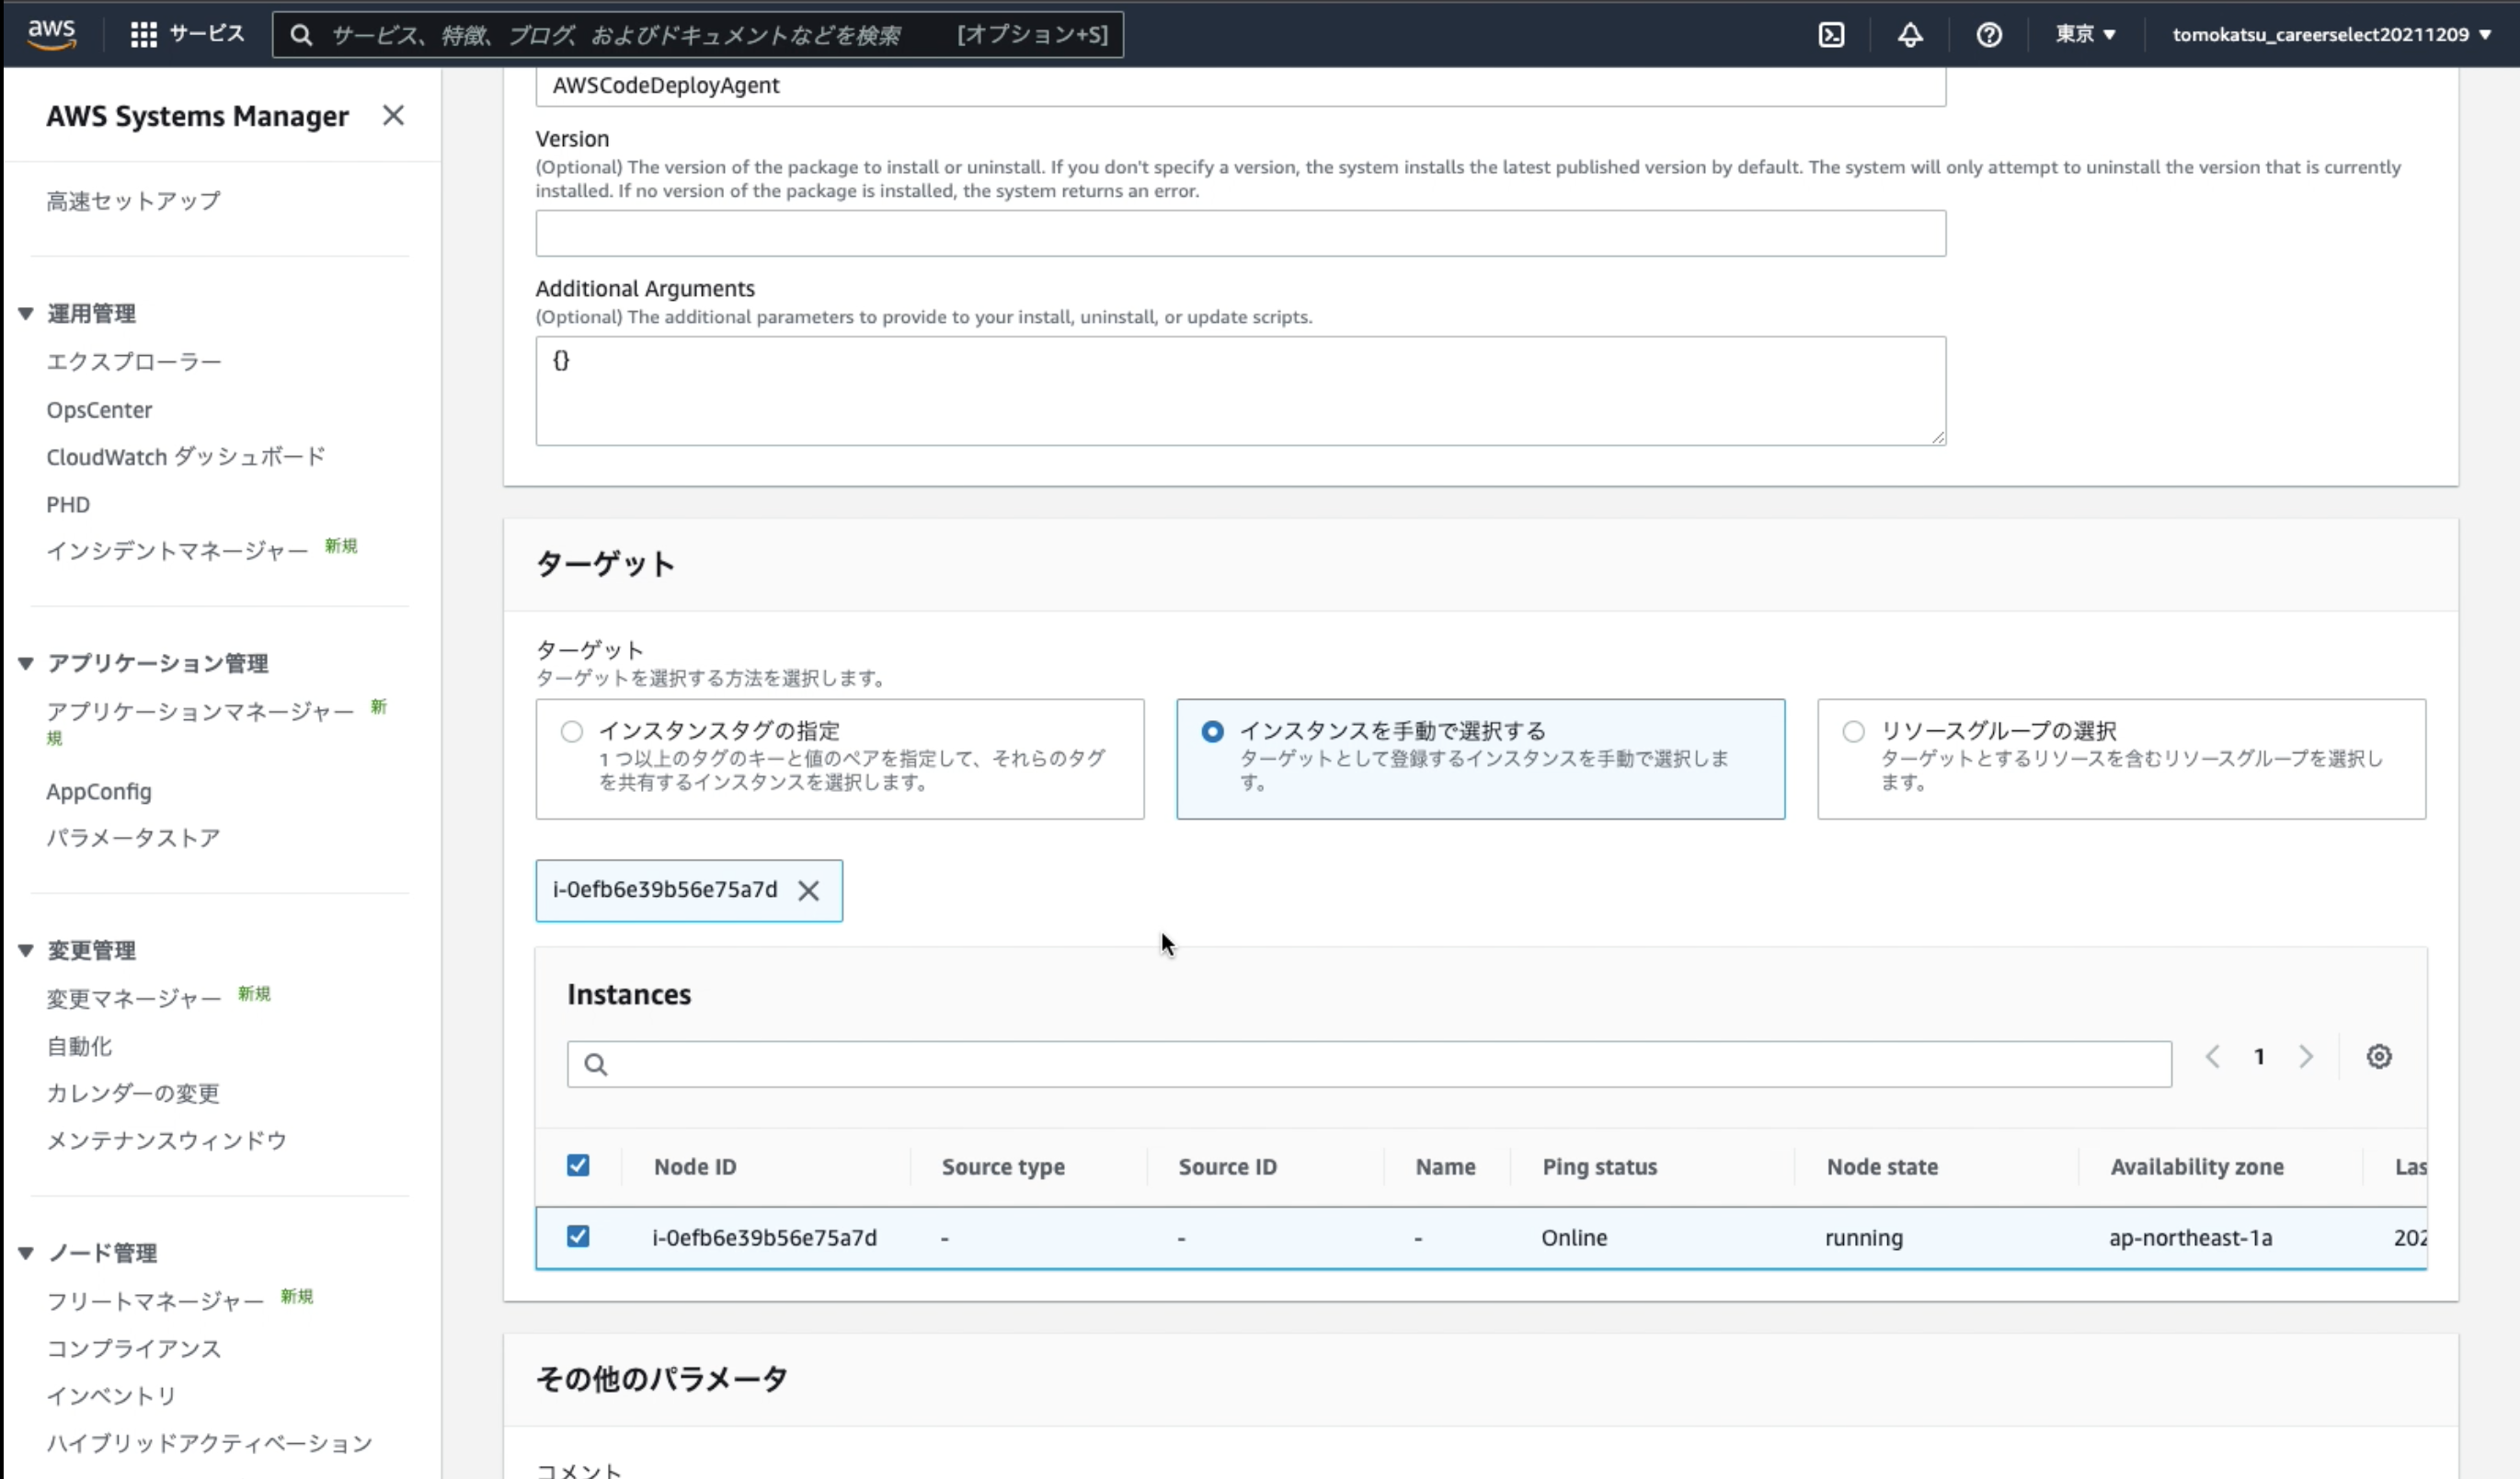 aws サービス サービス、特徴、ブログ、およびドキュメントなどを検索 [オプション+S] 東京 ▼ tomokatsu_careerselect20211209 ▼
AWS Systems Manager
高速セットアップ
▼ 運用管理
エクスプローラー
OpsCenter
CloudWatch ダッシュボード
PHD
インシデントマネージャー 新規
▼ アプリケーション管理
アプリケーションマネージャー 新
規
AppConfig
パラメータストア
▼ 変更管理
変更マネージャー 新規
自動化
カレンダーの変更
メンテナンスウィンドウ
▼ ノード管理
フリートマネージャー 新規
コンプライアンス
インベントリ
ハイブリッドアクティベーション
AWSCodeDeployAgent
Version
(Optional) The version of the package to install or uninstall. If you don't specify a version, the system installs the latest published version by default. The system will only attempt to uninstall the version that is currently
installed. If no version of the package is installed, the system returns an error.
Additional Arguments
(Optional) The additional parameters to provide to your install, uninstall, or update scripts.
{}
ターゲット
ターゲット
ターゲットを選択する方法を選択します。
インスタンスタグの指定
1 つ以上のタグのキーと値のペアを指定して、それらのタグ
を共有するインスタンスを選択します。
インスタンスを手動で選択する
ターゲットとして登録するインスタンスを手動で選択しま
す。
リソースグループの選択
ターゲットとするリソースを含むリソースグループを選択し
ます。
i-0efb6e39b56e75a7d
Instances
1
Node ID Source type Source ID Name Ping status Node state Availability zone Las
i-0efb6e39b56e75a7d - - - Online running ap-northeast-1a 202
その他のパラメータ
コメント